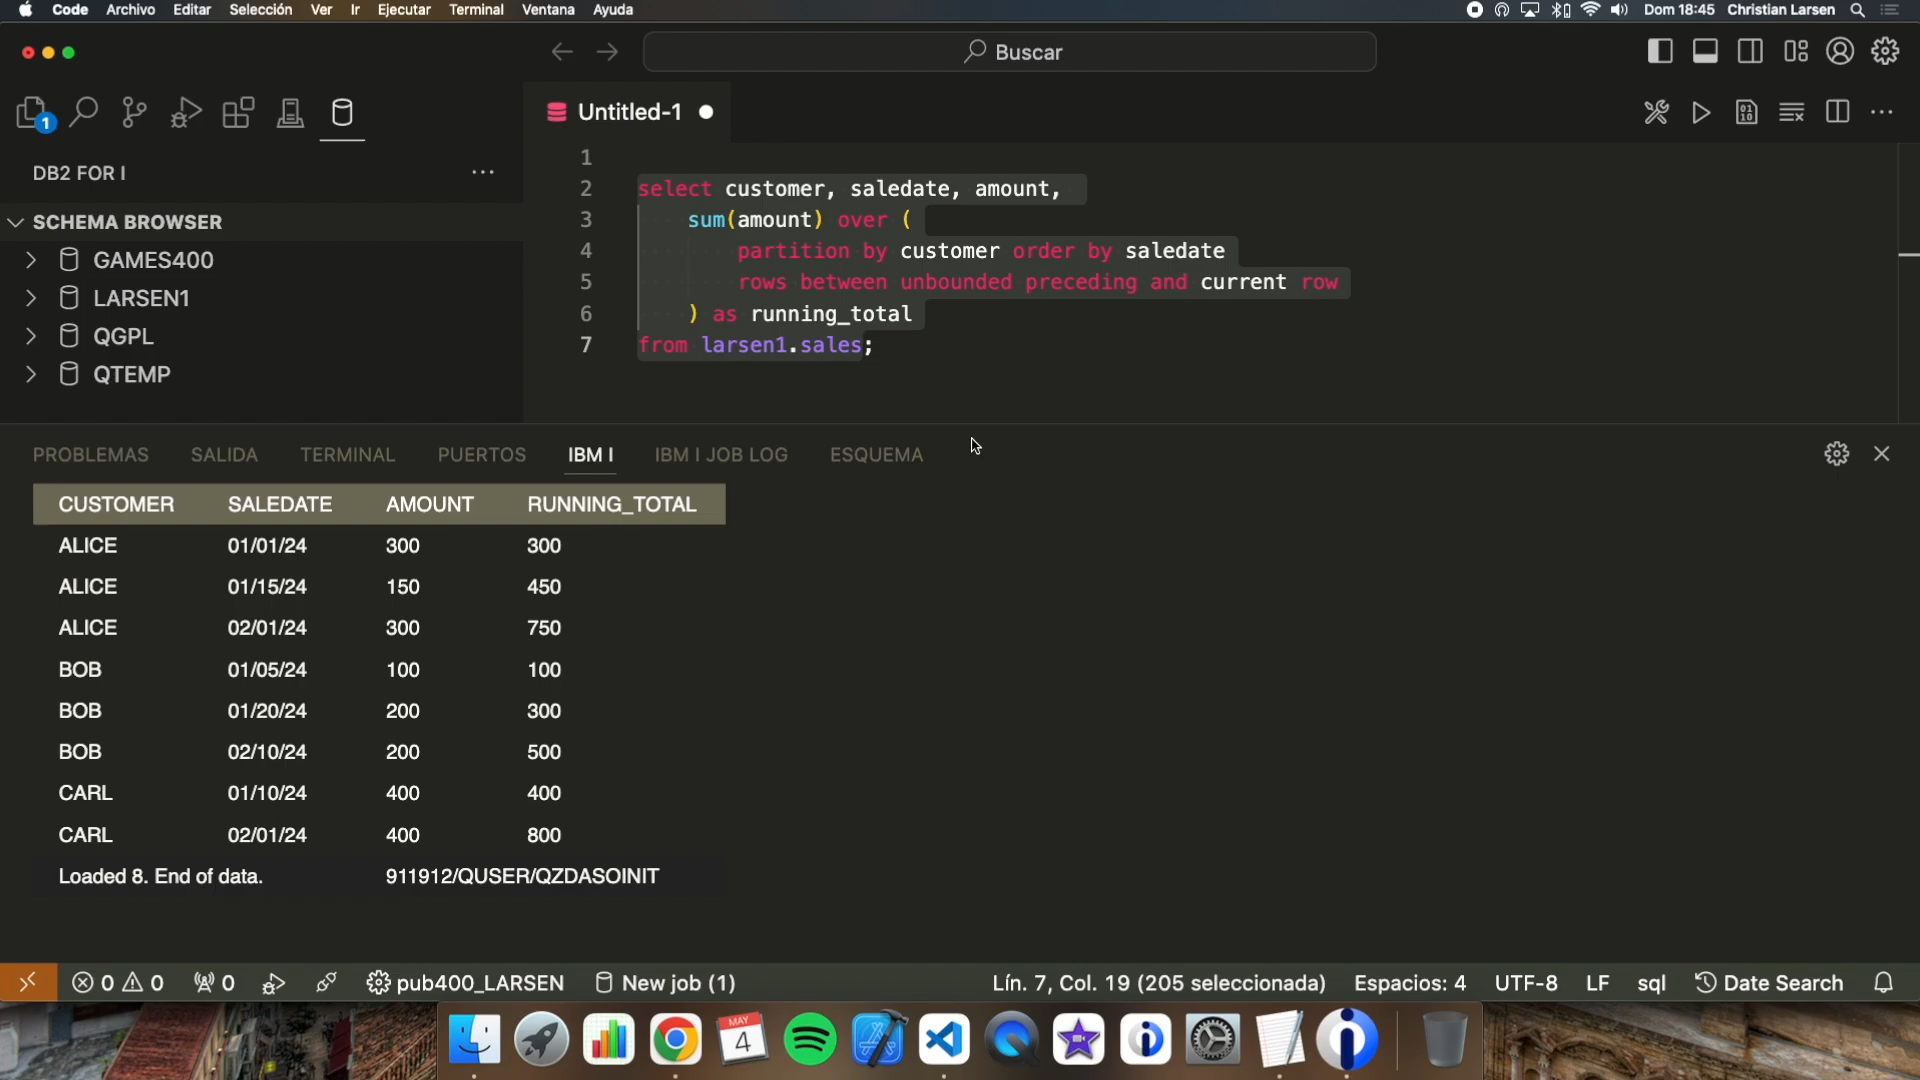 Code Archivo Editar Selección Ver Ir Ejecutar Terminal Ventana Ayuda Dom 18:45 Christian Larsen
Buscar
1
DB2 FOR I
Untitled-1
SCHEMA BROWSER
GAMES400
LARSEN1
QGPL
QTEMP
1
2 select customer, saledate, amount,
3 sum(amount) over (
4 partition by customer order by saledate
5 rows between unbounded preceding and current row
6 ) as running_total
7 from larsen1.sales;
PROBLEMAS SALIDA TERMINAL PUERTOS IBM I IBM I JOB LOG ESQUEMA
CUSTOMER SALEDATE AMOUNT RUNNING_TOTAL
ALICE 01/01/24 300 300
ALICE 01/15/24 150 450
ALICE 02/01/24 300 750
BOB 01/05/24 100 100
BOB 01/20/24 200 300
BOB 02/10/24 200 500
CARL 01/10/24 400 400
CARL 02/01/24 400 800
Loaded 8. End of data. 911912/QUSER/QZDASOINIT
0 0 0 pub400_LARSEN New job (1) Lín. 7, Col. 19 (205 seleccionada) Espacios: 4 UTF-8 LF sql Date Search
MAY
4